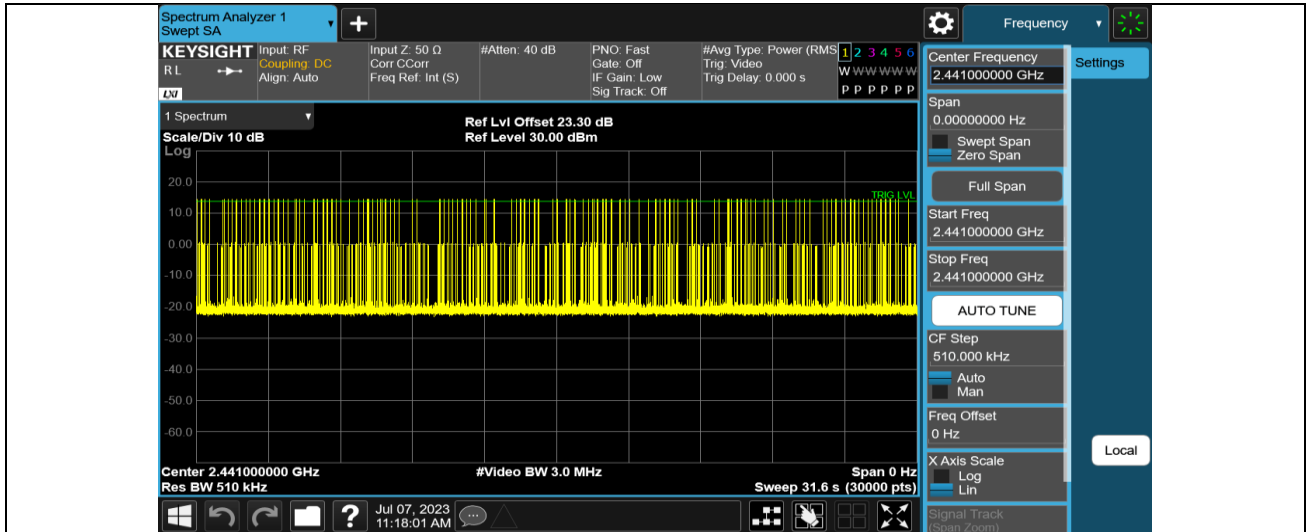 Spectrum Analyzer 1
Swept SA
Frequency
KEYSIGHT
R L
LXI
Input: RF
Coupling: DC
Align: Auto
Input Z: 50 Ω
Corr CCorr
Freq Ref: Int (S)
#Atten: 40 dB
PNO: Fast
Gate: Off
IF Gain: Low
Sig Track: Off
#Avg Type: Power (RMS
Trig: Video
Trig Delay: 0.000 s
1 2 3 4 5 6
W W W W W W
P P P P P P
1 Spectrum
Scale/Div 10 dB
Log
Ref Lvl Offset 23.30 dB
Ref Level 30.00 dBm
20.0
TRIG LVL
10.0
0.00
-10.0
-20.0
-30.0
-40.0
-50.0
-60.0
Center 2.441000000 GHz
#Video BW 3.0 MHz
Span 0 Hz
Res BW 510 kHz
Sweep 31.6 s (30000 pts)
Jul 07, 2023
11:18:01 AM
Center Frequency
2.441000000 GHz
Settings
Span
0.00000000 Hz
Swept Span
Zero Span
Full Span
Start Freq
2.441000000 GHz
Stop Freq
2.441000000 GHz
AUTO TUNE
CF Step
510.000 kHz
Auto
Man
Freq Offset
0 Hz
Local
X Axis Scale
Log
Lin
Signal Track
(Span Zoom)